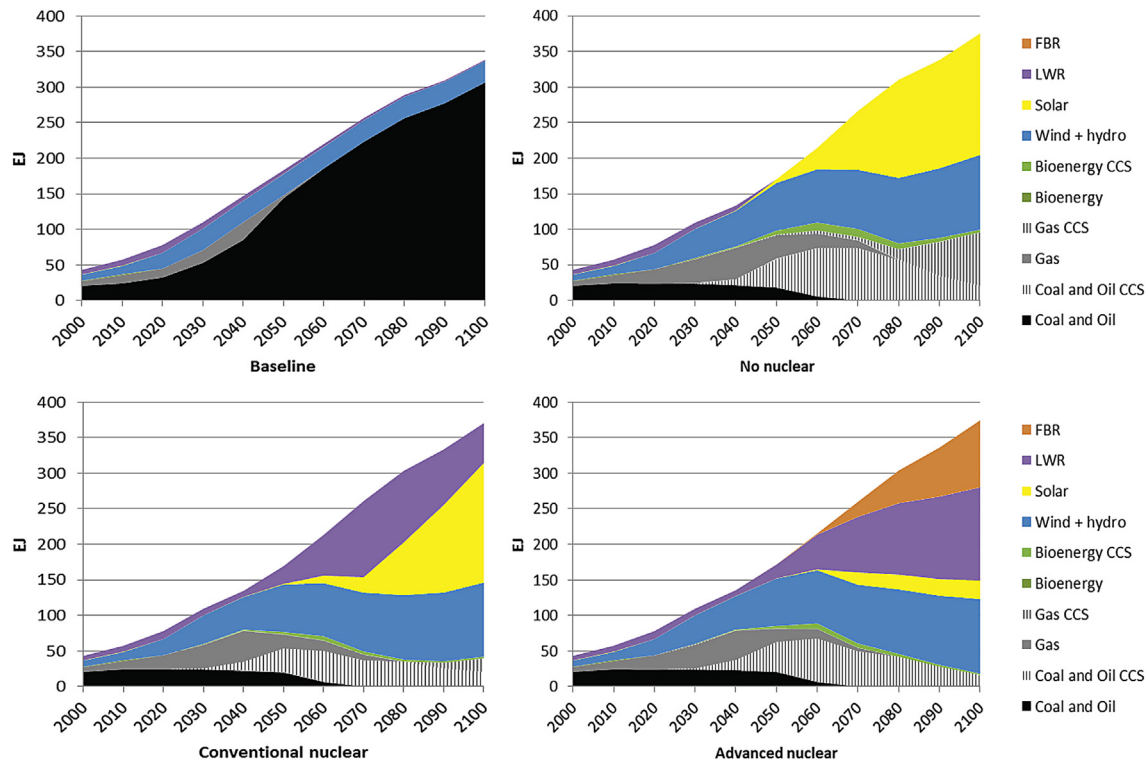 400
350
300
250
200
150
100
50
0
EJ
2000 2010 2020 2030 2040 2050 2060 2070 2080 2090 2100
Baseline
400
350
300
250
200
150
100
50
0
EJ
2000 2010 2020 2030 2040 2050 2060 2070 2080 2090 2100
No nuclear
FBR
LWR
Solar
Wind + hydro
Bioenergy CCS
Bioenergy
Gas CCS
Gas
Coal and Oil CCS
Coal and Oil
400
350
300
250
200
150
100
50
0
EJ
2000 2010 2020 2030 2040 2050 2060 2070 2080 2090 2100
Conventional nuclear
400
350
300
250
200
150
100
50
0
EJ
2000 2010 2020 2030 2040 2050 2060 2070 2080 2090 2100
Advanced nuclear
FBR
LWR
Solar
Wind + hydro
Bioenergy CCS
Bioenergy
Gas CCS
Gas
Coal and Oil CCS
Coal and Oil